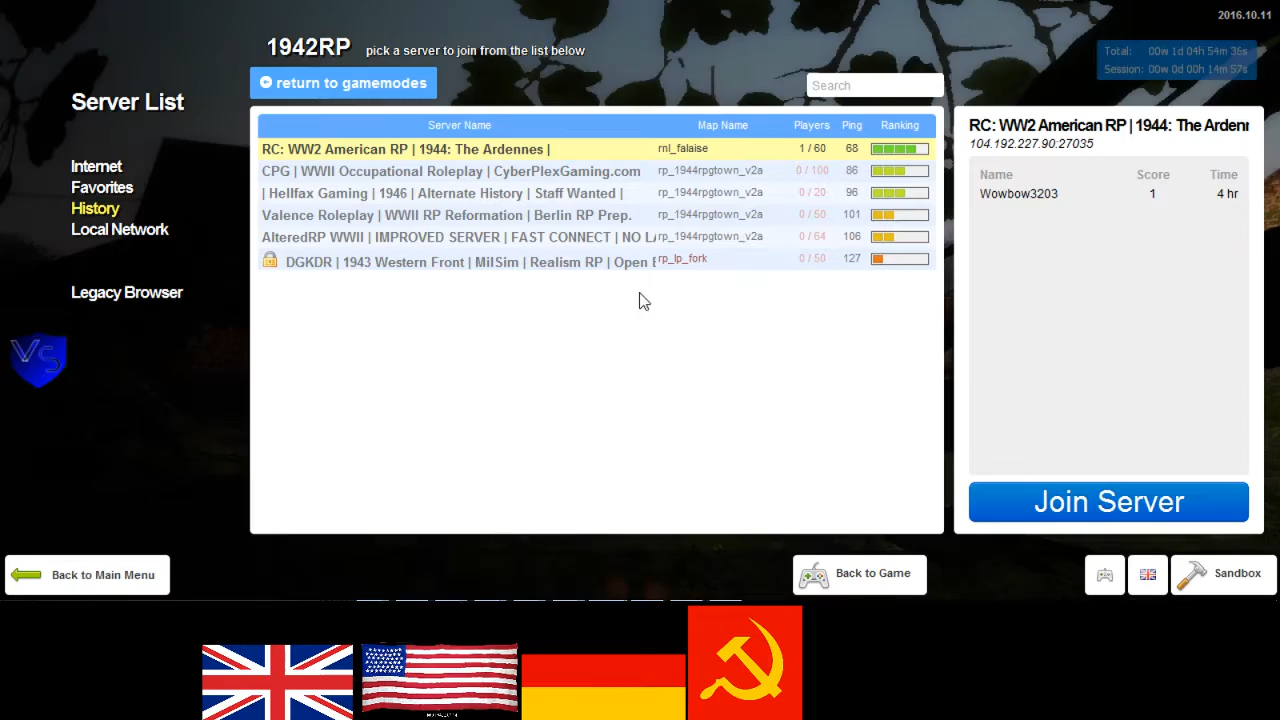 2016.10.11
1942RP pick a server to join from the list below
Total: 00w 1d 04h 54m 36s
Session: 00w 0d 00h 14m 57s
return to gamemodes
Search
Server List
Internet
Favorites
History
Local Network
Legacy Browser
VS
Server Name Map Name Players Ping Ranking
RC: WW2 American RP | 1944: The Ardennes | rnl_falaise 1 / 60 68
CPG | WWII Occupational Roleplay | CyberPlexGaming.com rp_1944rpgtown_v2a 0 / 100 86
| Hellfax Gaming | 1946 | Alternate History | Staff Wanted | rp_1944rpgtown_v2a 0 / 20 96
Valence Roleplay | WWII RP Reformation | Berlin RP Prep. rp_1944rpgtown_v2a 0 / 50 101
AlteredRP WWII | IMPROVED SERVER | FAST CONNECT | NO L rp_1944rpgtown_v2a 0 / 64 106
DGKDR | 1943 Western Front | MilSim | Realism RP | Open rp_lp_fork 0 / 50 127
RC: WW2 American RP | 1944: The Ardenn
104.192.227.90:27035
Name Score Time
Wowbow3203 1 4 hr
Join Server
Back to Main Menu
Back to Game
Sandbox